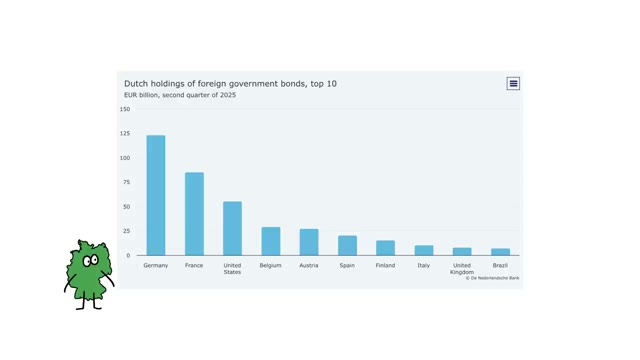 Dutch holdings of foreign government bonds, top 10
EUR billion, second quarter of 2025
150
125
100
75
50
25
0
Germany
France
United
States
Belgium
Austria
Spain
Finland
Italy
United
Kingdom
Brazil
© De Nederlandsche Bank